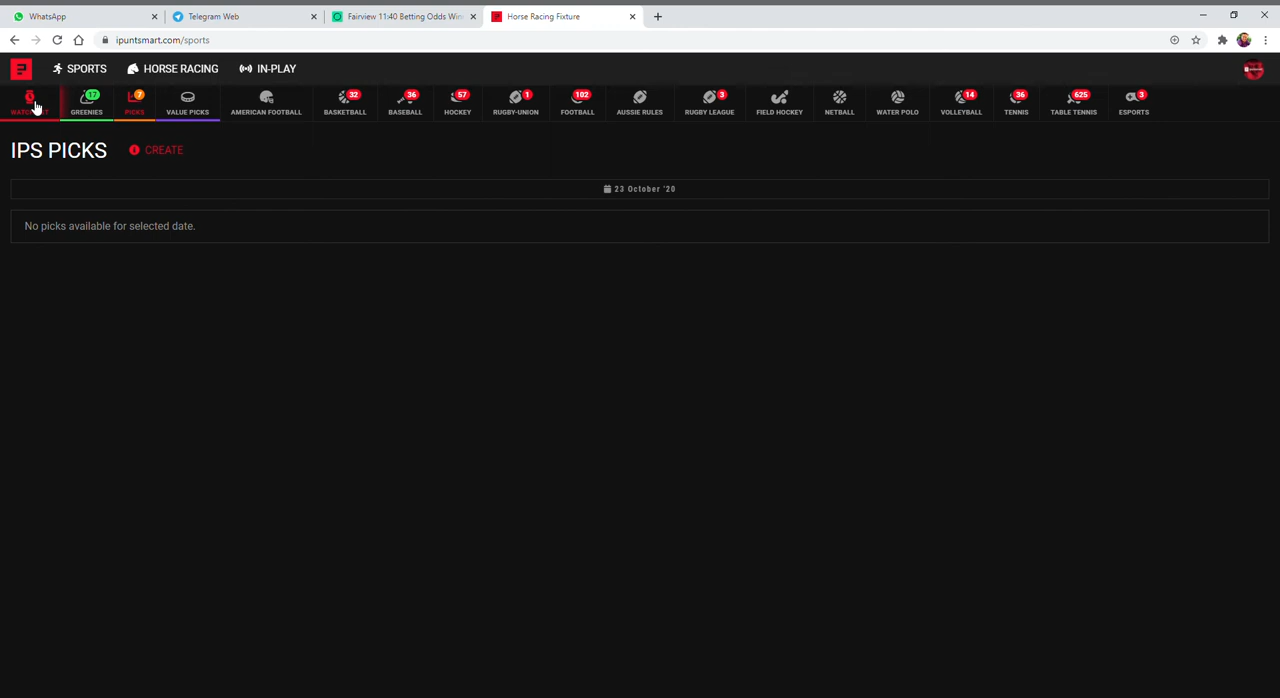 WhatsApp
Telegram Web
Fairview 11:40 Betting Odds Win
Horse Racing Fixture
ipuntsmart.com/sports
SPORTS
HORSE RACING
IN-PLAY
17
7
32
36
57
1
102
3
14
36
625
3
GREENIES
PICKS
VALUE PICKS
AMERICAN FOOTBALL
BASKETBALL
BASEBALL
HOCKEY
RUGBY-UNION
FOOTBALL
AUSSIE RULES
RUGBY LEAGUE
FIELD HOCKEY
NETBALL
WATER POLO
VOLLEYBALL
TENNIS
TABLE TENNIS
ESPORTS
IPS PICKS
CREATE
23 October '20
No picks available for selected date.